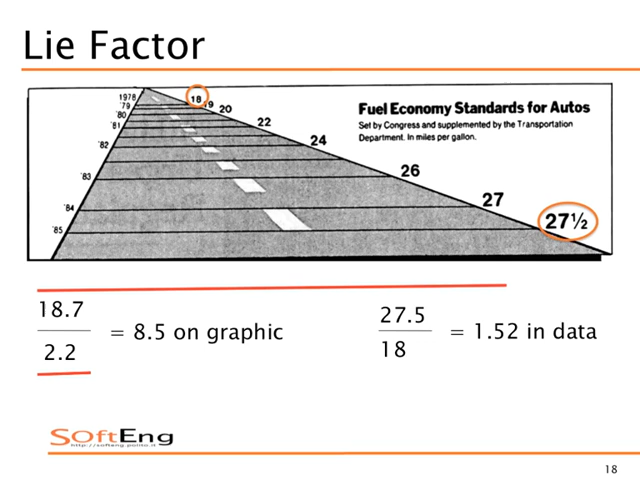 Lie Factor
1978
'79
'80
'81
'82
'83
'84
'85
18
19
20
22
24
26
27
27½
Fuel Economy Standards for Autos
Set by Congress and supplemented by the Transportation
Department. In miles per gallon.
18.7
2.2
= 8.5 on graphic
27.5
18
= 1.52 in data
SoftEng
http://softeng.polito.it
18